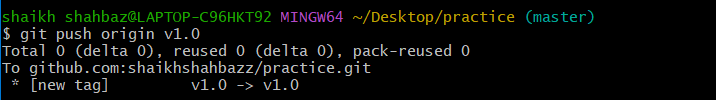 shaikh shahbaz@LAPTOP-C96HKT92 MINGW64 ~/Desktop/practice (master)
$ git push origin v1.0
Total 0 (delta 0), reused 0 (delta 0), pack-reused 0
To github.com:shaikhshahbazz/practice.git
 * [new tag]         v1.0 -> v1.0